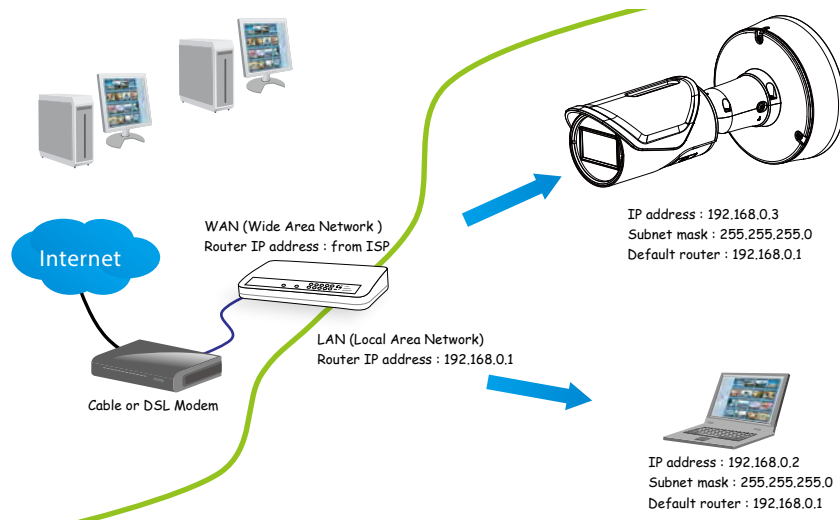 WAN (Wide Area Network )
Router IP address : from ISP
Internet
IP address : 192.168.0.3
Subnet mask : 255.255.255.0
Default router : 192.168.0.1
LAN (Local Area Network)
Router IP address : 192.168.0.1
Cable or DSL Modem
IP address : 192.168.0.2
Subnet mask : 255.255.255.0
Default router : 192.168.0.1